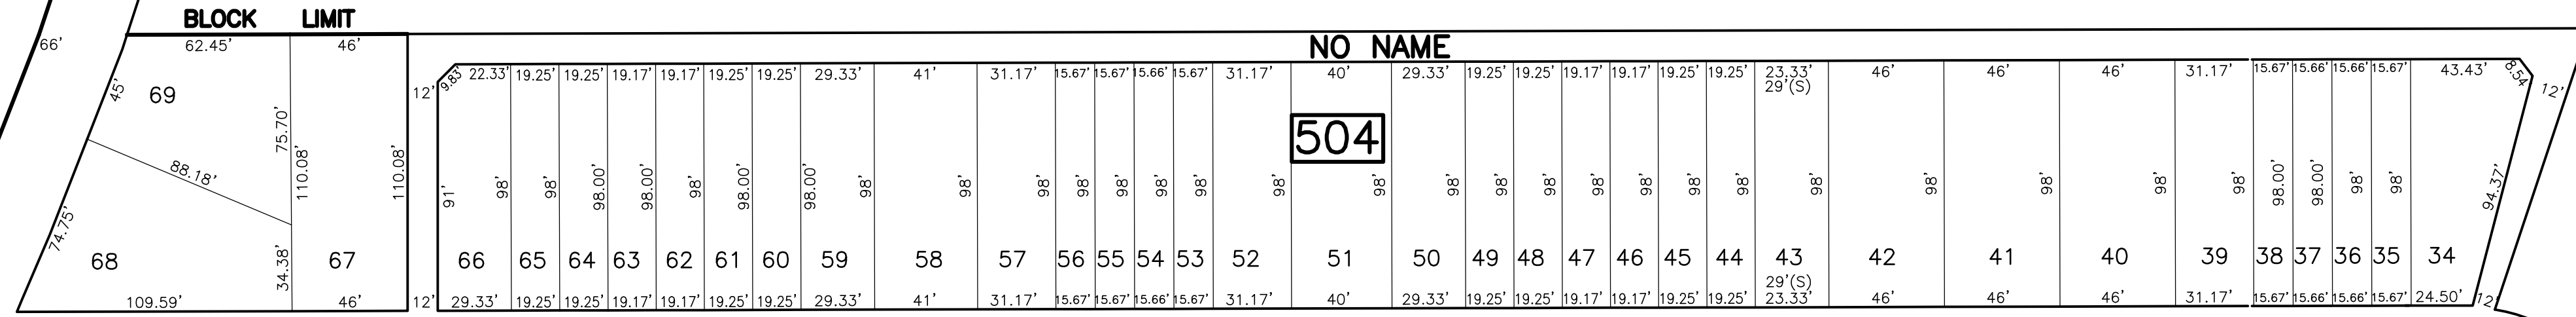 BLOCK LIMIT
NO NAME
66' 62.45' 46'
9.83' 22.33' 19.25' 19.25' 19.17' 19.17' 19.25' 19.25' 29.33' 41' 31.17' 15.67' 15.67' 15.66' 15.67' 31.17' 40' 29.33' 19.25' 19.25' 19.17' 19.17' 19.25' 19.25' 23.33' 46' 46' 46' 31.17' 15.67' 15.66' 15.66' 15.67' 43.43' 8.54'
29'(S)
45' 69 12' 12'
75.70'
504
88.18' 110.08' 110.08'
91' 98' 98' 98.00' 98.00' 98' 98.00' 98.00' 98' 98' 98' 98' 98' 98' 98' 98' 98' 98' 98' 98' 98' 98' 98' 98' 98' 98' 98' 98' 98' 98.00' 98.00' 98' 98' 94.37'
74.75'
34.38'
68 67 66 65 64 63 62 61 60 59 58 57 56 55 54 53 52 51 50 49 48 47 46 45 44 43 42 41 40 39 38 37 36 35 34
29'(S)
109.59' 46' 12' 29.33' 19.25' 19.25' 19.17' 19.17' 19.25' 19.25' 29.33' 41' 31.17' 15.67' 15.67' 15.66' 15.67' 31.17' 40' 29.33' 19.25' 19.25' 19.17' 19.17' 19.25' 19.25' 23.33' 46' 46' 46' 31.17' 15.67' 15.66' 15.66' 15.67' 24.50' 12'